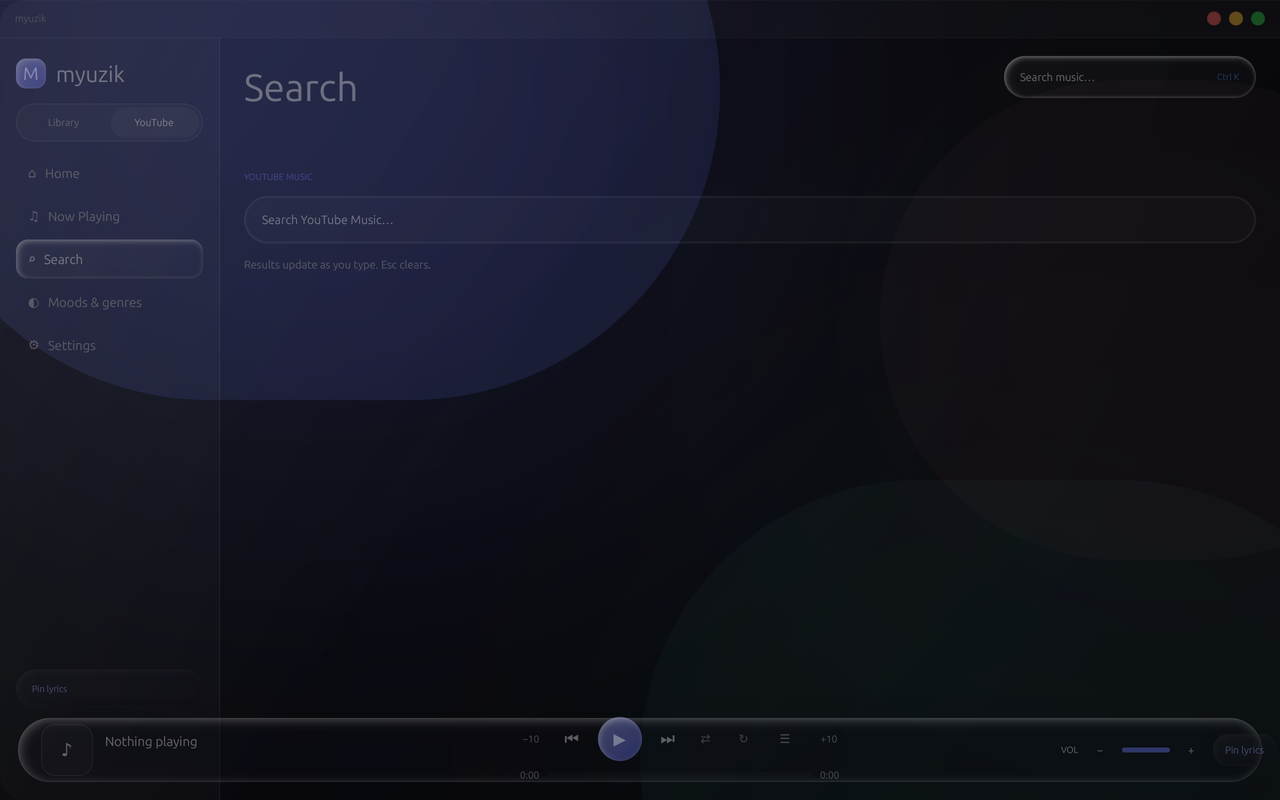 myuzik
M myuzik
Library YouTube
Home
Now Playing
Search
Moods & genres
Settings
Pin lyrics
Search
Search music... Ctrl K
YOUTUBE MUSIC
Search YouTube Music...
Results update as you type. Esc clears.
Nothing playing
−10 +10
0:00 0:00
VOL − + Pin lyrics